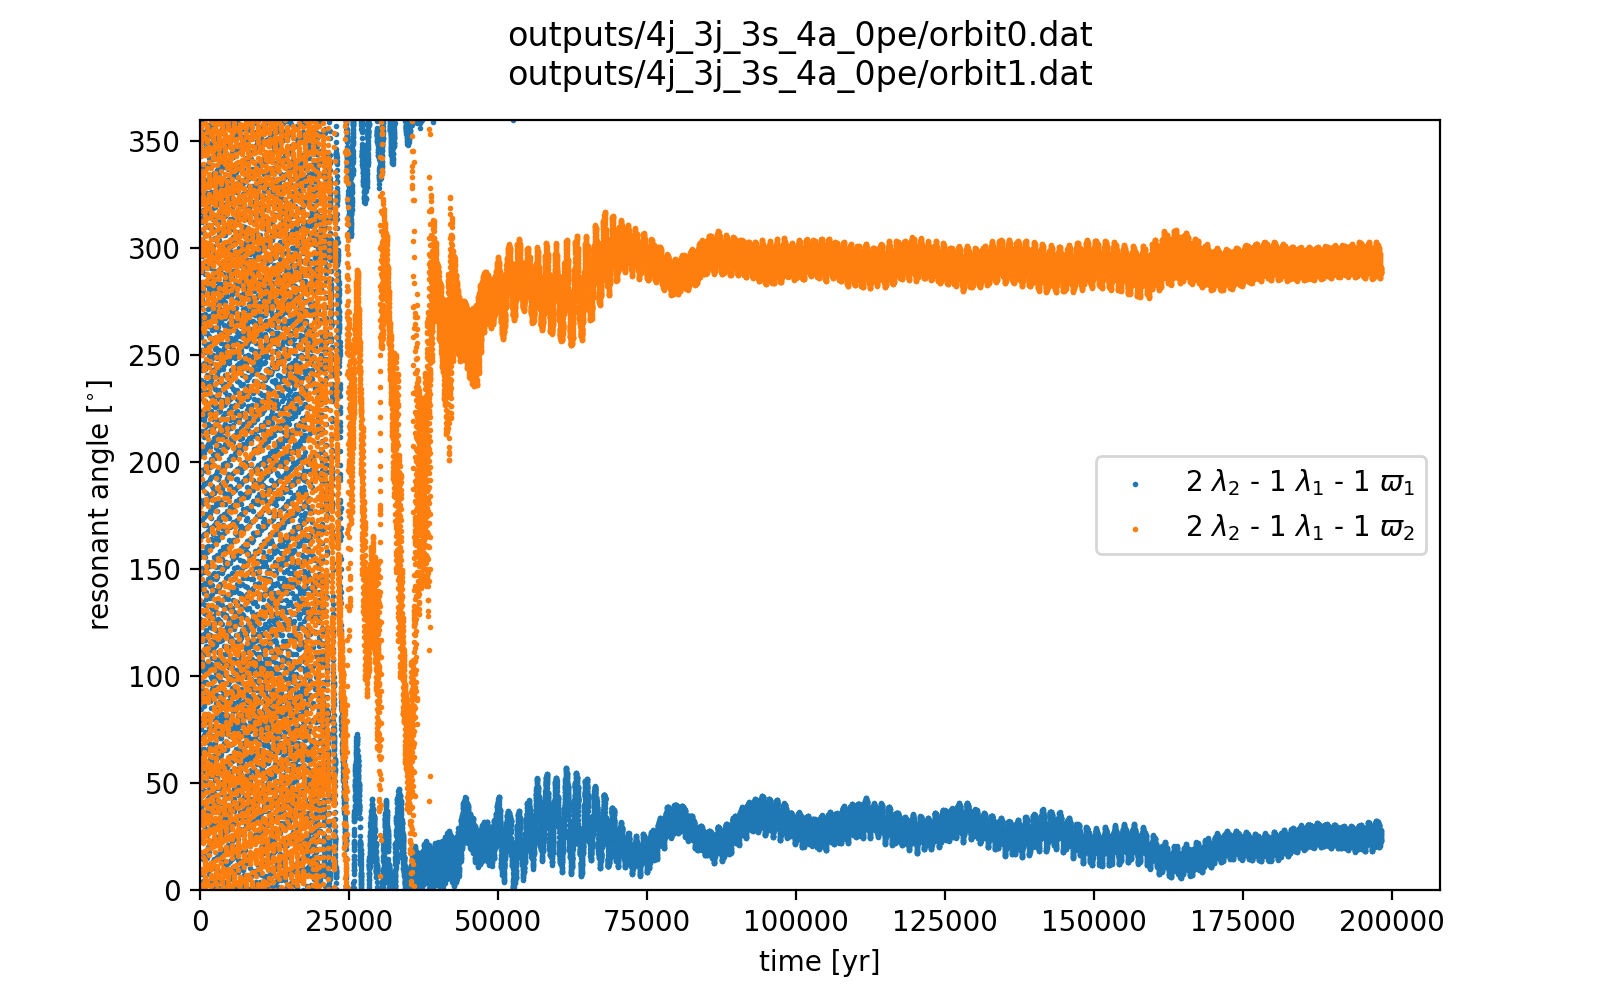 outputs/4j_3j_3s_4a_0pe/orbit0.dat
outputs/4j_3j_3s_4a_0pe/orbit1.dat
350
300
250
200
150
100
50
0
resonant angle [°]
2 λ₂ - 1 λ₁ - 1 ϖ₁
2 λ₂ - 1 λ₁ - 1 ϖ₂
0 25000 50000 75000 100000 125000 150000 175000 200000
time [yr]